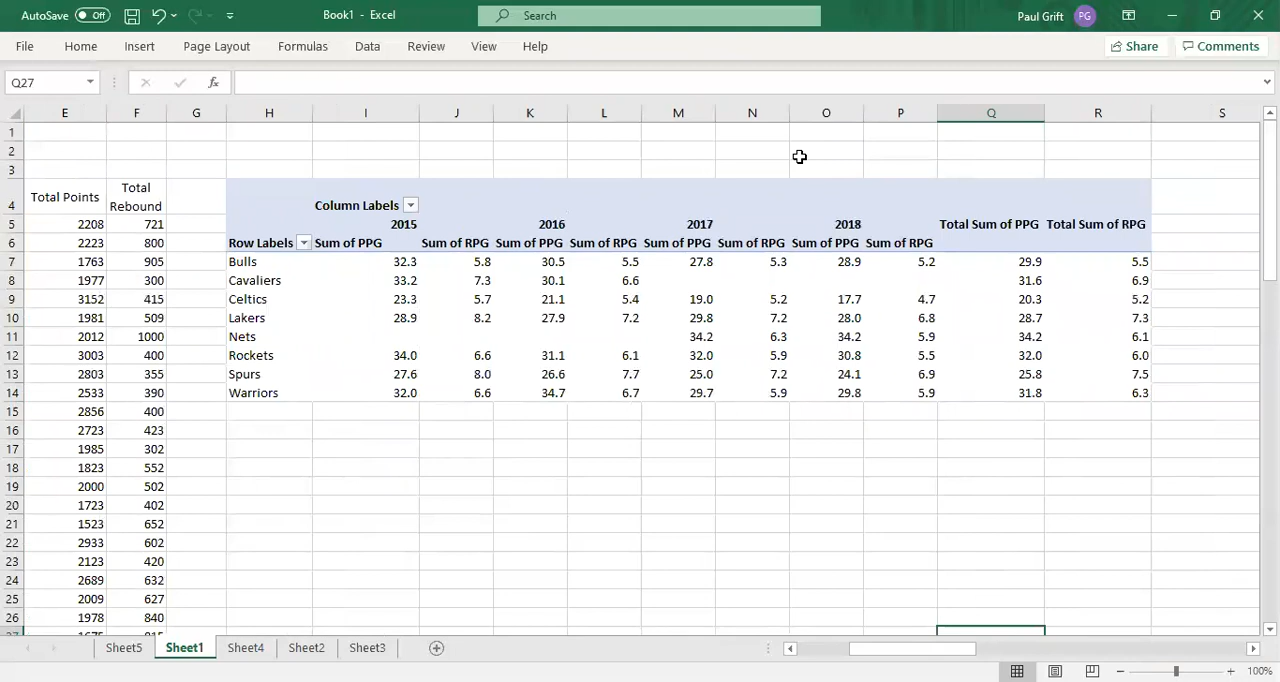 AutoSave Off Book1 - Excel Search Paul Grift PG
File Home Insert Page Layout Formulas Data Review View Help Share Comments
Q27 fx
E F G H I J K L M N O P Q R S
1
2
3
4 Total Points Total Rebound Column Labels
5 2208 721 2015 2016 2017 2018 Total Sum of PPG Total Sum of RPG
6 2223 800 Row Labels Sum of PPG Sum of RPG Sum of PPG Sum of RPG Sum of PPG Sum of RPG Sum of PPG Sum of RPG
7 1763 905 Bulls 32.3 5.8 30.5 5.5 27.8 5.3 28.9 5.2 29.9 5.5
8 1977 300 Cavaliers 33.2 7.3 30.1 6.6 31.6 6.9
9 3152 415 Celtics 23.3 5.7 21.1 5.4 19.0 5.2 17.7 4.7 20.3 5.2
10 1981 509 Lakers 28.9 8.2 27.9 7.2 29.8 7.2 28.0 6.8 28.7 7.3
11 2012 1000 Nets 34.2 6.3 34.2 5.9 34.2 6.1
12 3003 400 Rockets 34.0 6.6 31.1 6.1 32.0 5.9 30.8 5.5 32.0 6.0
13 2803 355 Spurs 27.6 8.0 26.6 7.7 25.0 7.2 24.1 6.9 25.8 7.5
14 2533 390 Warriors 32.0 6.6 34.7 6.7 29.7 5.9 29.8 5.9 31.8 6.3
15 2856 400
16 2723 423
17 1985 302
18 1823 552
19 2000 502
20 1723 402
21 1523 652
22 2933 602
23 2123 420
24 2689 632
25 2009 627
26 1978 840
Sheet5 Sheet1 Sheet4 Sheet2 Sheet3
100%